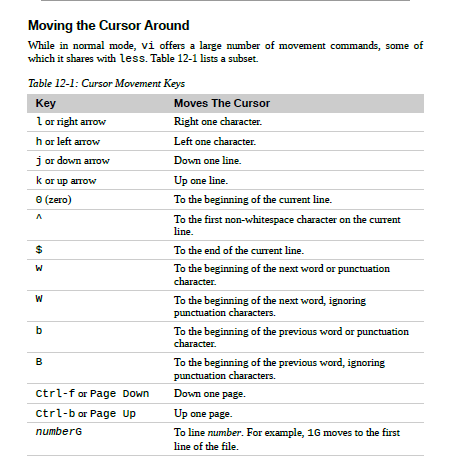 Moving the Cursor Around
While in normal mode, vi offers a large number of movement commands, some of
which it shares with less. Table 12-1 lists a subset.
Table 12-1: Cursor Movement Keys
Key Moves The Cursor
l or right arrow Right one character.
h or left arrow Left one character.
j or down arrow Down one line.
k or up arrow Up one line.
0 (zero) To the beginning of the current line.
^ To the first non-whitespace character on the current
line.
$ To the end of the current line.
w To the beginning of the next word or punctuation
character.
W To the beginning of the next word, ignoring
punctuation characters.
b To the beginning of the previous word or punctuation
character.
B To the beginning of the previous word, ignoring
punctuation characters.
Ctrl-f or Page Down Down one page.
Ctrl-b or Page Up Up one page.
numberG To line number. For example, 1G moves to the first
line of the file.